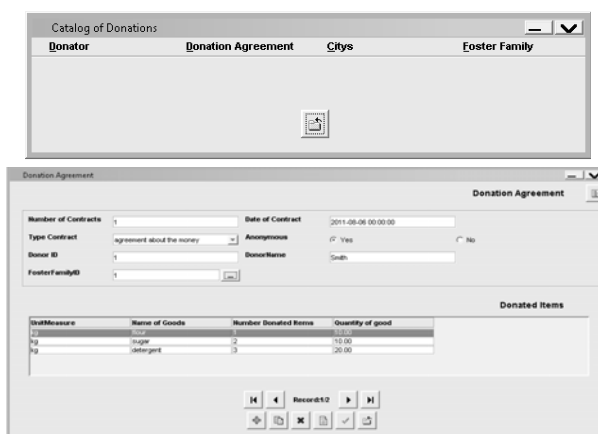 Catalog of Donations
Donator Donation Agreement Citys Foster Family
Donation Agreement
Donation Agreement
Number of Contracts 1 Date of Contract 2011-06-06 00:00:00
Type Contract agreement about the money Anonymous Yes No
Donor ID 1 DonorName Smith
FosterFamilyID 1
Donated Items
UnitMeasure Name of Goods Number Donated Items Quantity of good
kg flour 1 10.00
kg sugar 2 10.00
kg detergent 3 20.00
Record:1/2